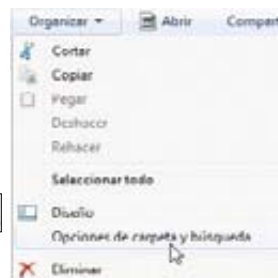 Organizar Abrir Compart
Cortar
Copiar
Pegar
Deshacer
Rehacer
Seleccionar todo
Diseño
Opciones de carpeta y búsqueda
Eliminar